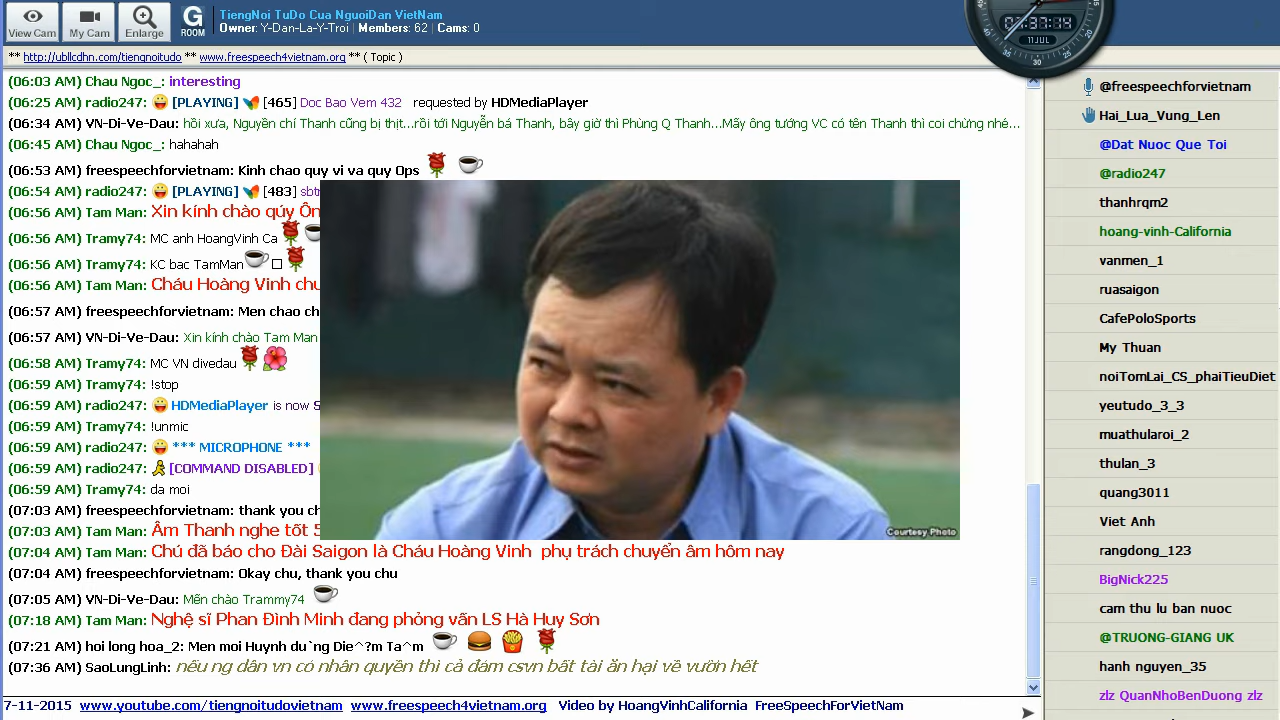 View Cam
My Cam
Enlarge
G
ROOM
TiengNoi TuDo Cua NguoiDan VietNam
Owner: Y-Dan-La-Y-Troi | Members: 62 | Cams: 0
** http://ubllcdhn.com/tiengnoitudo ** www.freespeech4vietnam.org ** ( Topic )
06:37:14
11JUL
(06:03 AM) Chau Ngoc_: interesting
(06:25 AM) radio247: [PLAYING] [465] Doc Bao Vem 432 requested by HDMediaPlayer
(06:34 AM) VN-Di-Ve-Dau: hồi xưa, Nguyễn chí Thanh cũng bị thịt...rồi tới Nguyễn bá Thanh, bây giờ thì Phùng Q Thanh...Mấy ông tướng VC có tên Thanh thì coi chừng nhé...
(06:45 AM) Chau Ngoc_: hahahah
(06:53 AM) freespeechforvietnam: Kinh chao quy vi va quy Ops
(06:54 AM) radio247: [PLAYING] [483] sbt
(06:56 AM) Tam Man: Xin kính chào qúy Ôn
(06:56 AM) Tramy74: MC anh HoangVinh Ca
(06:56 AM) Tramy74: KC bac TamMan
(06:56 AM) Tam Man: Cháu Hoàng Vinh chu
(06:57 AM) freespeechforvietnam: Men chao ch
(06:57 AM) VN-Di-Ve-Dau: Xin kính chào Tam Man
(06:58 AM) Tramy74: MC VN divedau
(06:59 AM) Tramy74: !stop
(06:59 AM) radio247: HDMediaPlayer is now S
(06:59 AM) Tramy74: !unmic
(06:59 AM) radio247: *** MICROPHONE ***
(06:59 AM) radio247: [COMMAND DISABLED]
(06:59 AM) Tramy74: da moi
(07:03 AM) freespeechforvietnam: thank you ch
(07:03 AM) Tam Man: Âm Thanh nghe tốt 5
(07:04 AM) Tam Man: Chú đã báo cho Đài Saigon là Cháu Hoàng Vinh phụ trách chuyển âm hôm nay
(07:04 AM) freespeechforvietnam: Okay chu, thank you chu
(07:05 AM) VN-Di-Ve-Dau: Mến chào Trammy74
(07:18 AM) Tam Man: Nghệ sĩ Phan Đình Minh đang phỏng vấn LS Hà Huy Sơn
(07:21 AM) hoi long hoa_2: Men moi Huynh du`ng Die^?m Ta^m
(07:36 AM) SaoLungLinh: nếu ng dân vn có nhân quyền thì cả đám csvn bất tài ăn hại về vườn hết
Courtesy Photo
@freespeechforvietnam
Hai_Lua_Vung_Len
@Dat Nuoc Que Toi
@radio247
thanhrqm2
hoang-vinh-California
vanmen_1
ruasaigon
CafePoloSports
My Thuan
noiTomLai_CS_phaiTieuDiet
yeutudo_3_3
muathularoi_2
thulan_3
quang3011
Viet Anh
rangdong_123
BigNick225
cam thu lu ban nuoc
@TRUONG-GIANG UK
hanh nguyen_35
zlz QuanNhoBenDuong zlz
7-11-2015 www.youtube.com/tiengnoitudovietnam www.freespeech4vietnam.org Video by HoangVinhCalifornia FreeSpeechForVietNam